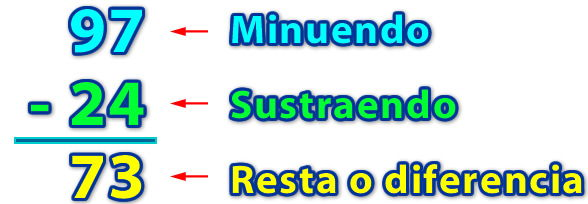 97 Minuendo
- 24 Sustraendo
73 Resta o diferencia